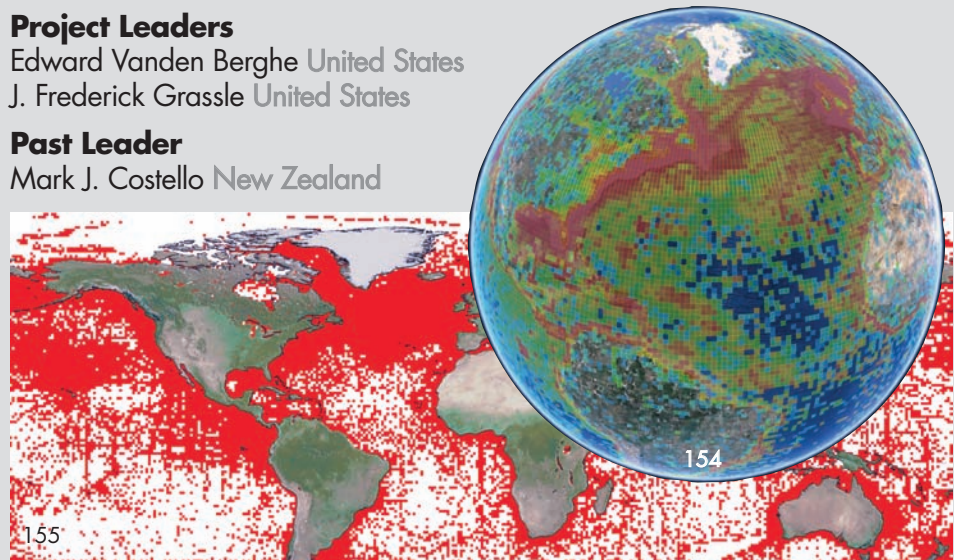 Project Leaders
Edward Vanden Berghe United States
J. Frederick Grassle United States
Past Leader
Mark J. Costello New Zealand
154
155